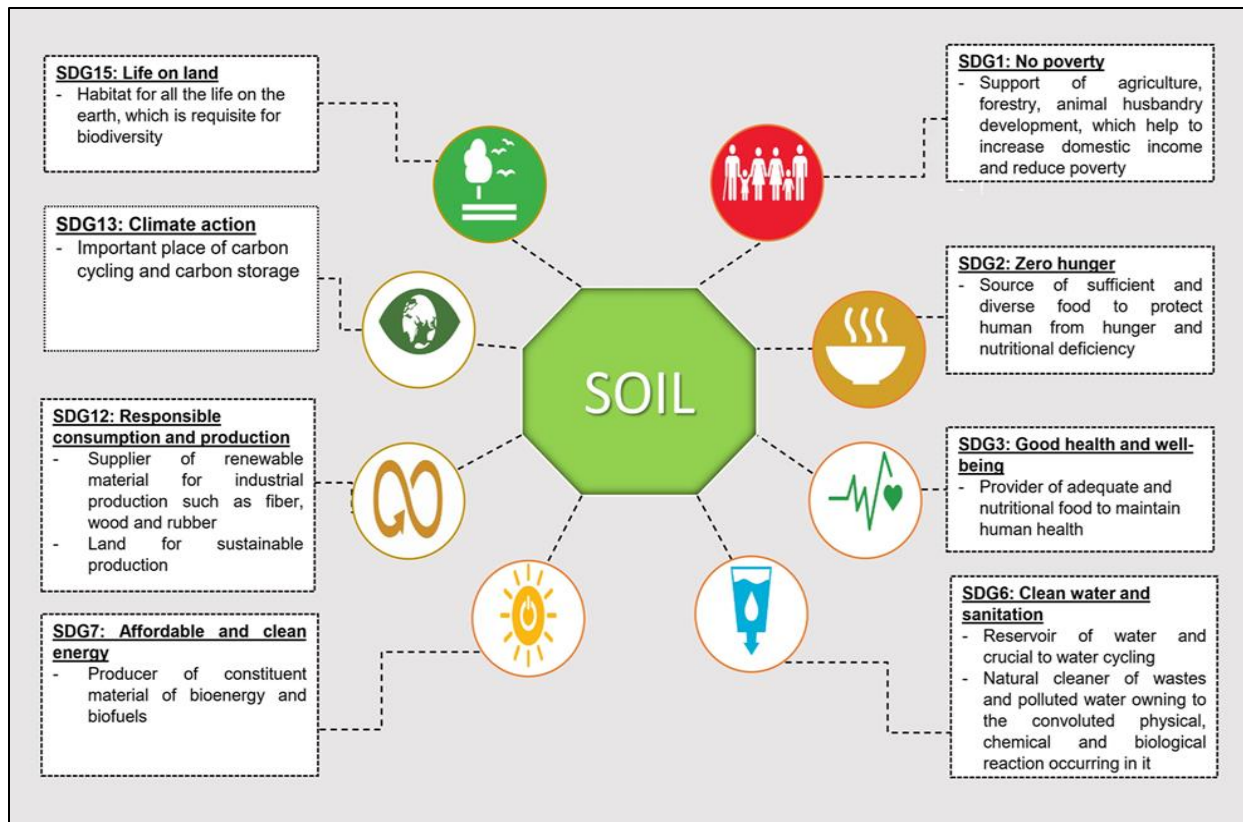 SDG15: Life on land
- Habitat for all the life on the
earth, which is requisite for
biodiversity
SDG13: Climate action
- Important place of carbon
cycling and carbon storage
SDG12: Responsible
consumption and production
- Supplier of renewable
material for industrial
production such as fiber,
wood and rubber
- Land for sustainable
production
SDG7: Affordable and clean
energy
- Producer of constituent
material of bioenergy and
biofuels
SOIL
SDG1: No poverty
- Support of agriculture,
forestry, animal husbandry
development, which help to
increase domestic income
and reduce poverty
SDG2: Zero hunger
- Source of sufficient and
diverse food to protect
human from hunger and
nutritional deficiency
SDG3: Good health and well-
being
- Provider of adequate and
nutritional food to maintain
human health
SDG6: Clean water and
sanitation
- Reservoir of water and
crucial to water cycling
- Natural cleaner of wastes
and polluted water owning to
the convoluted physical,
chemical and biological
reaction occurring in it